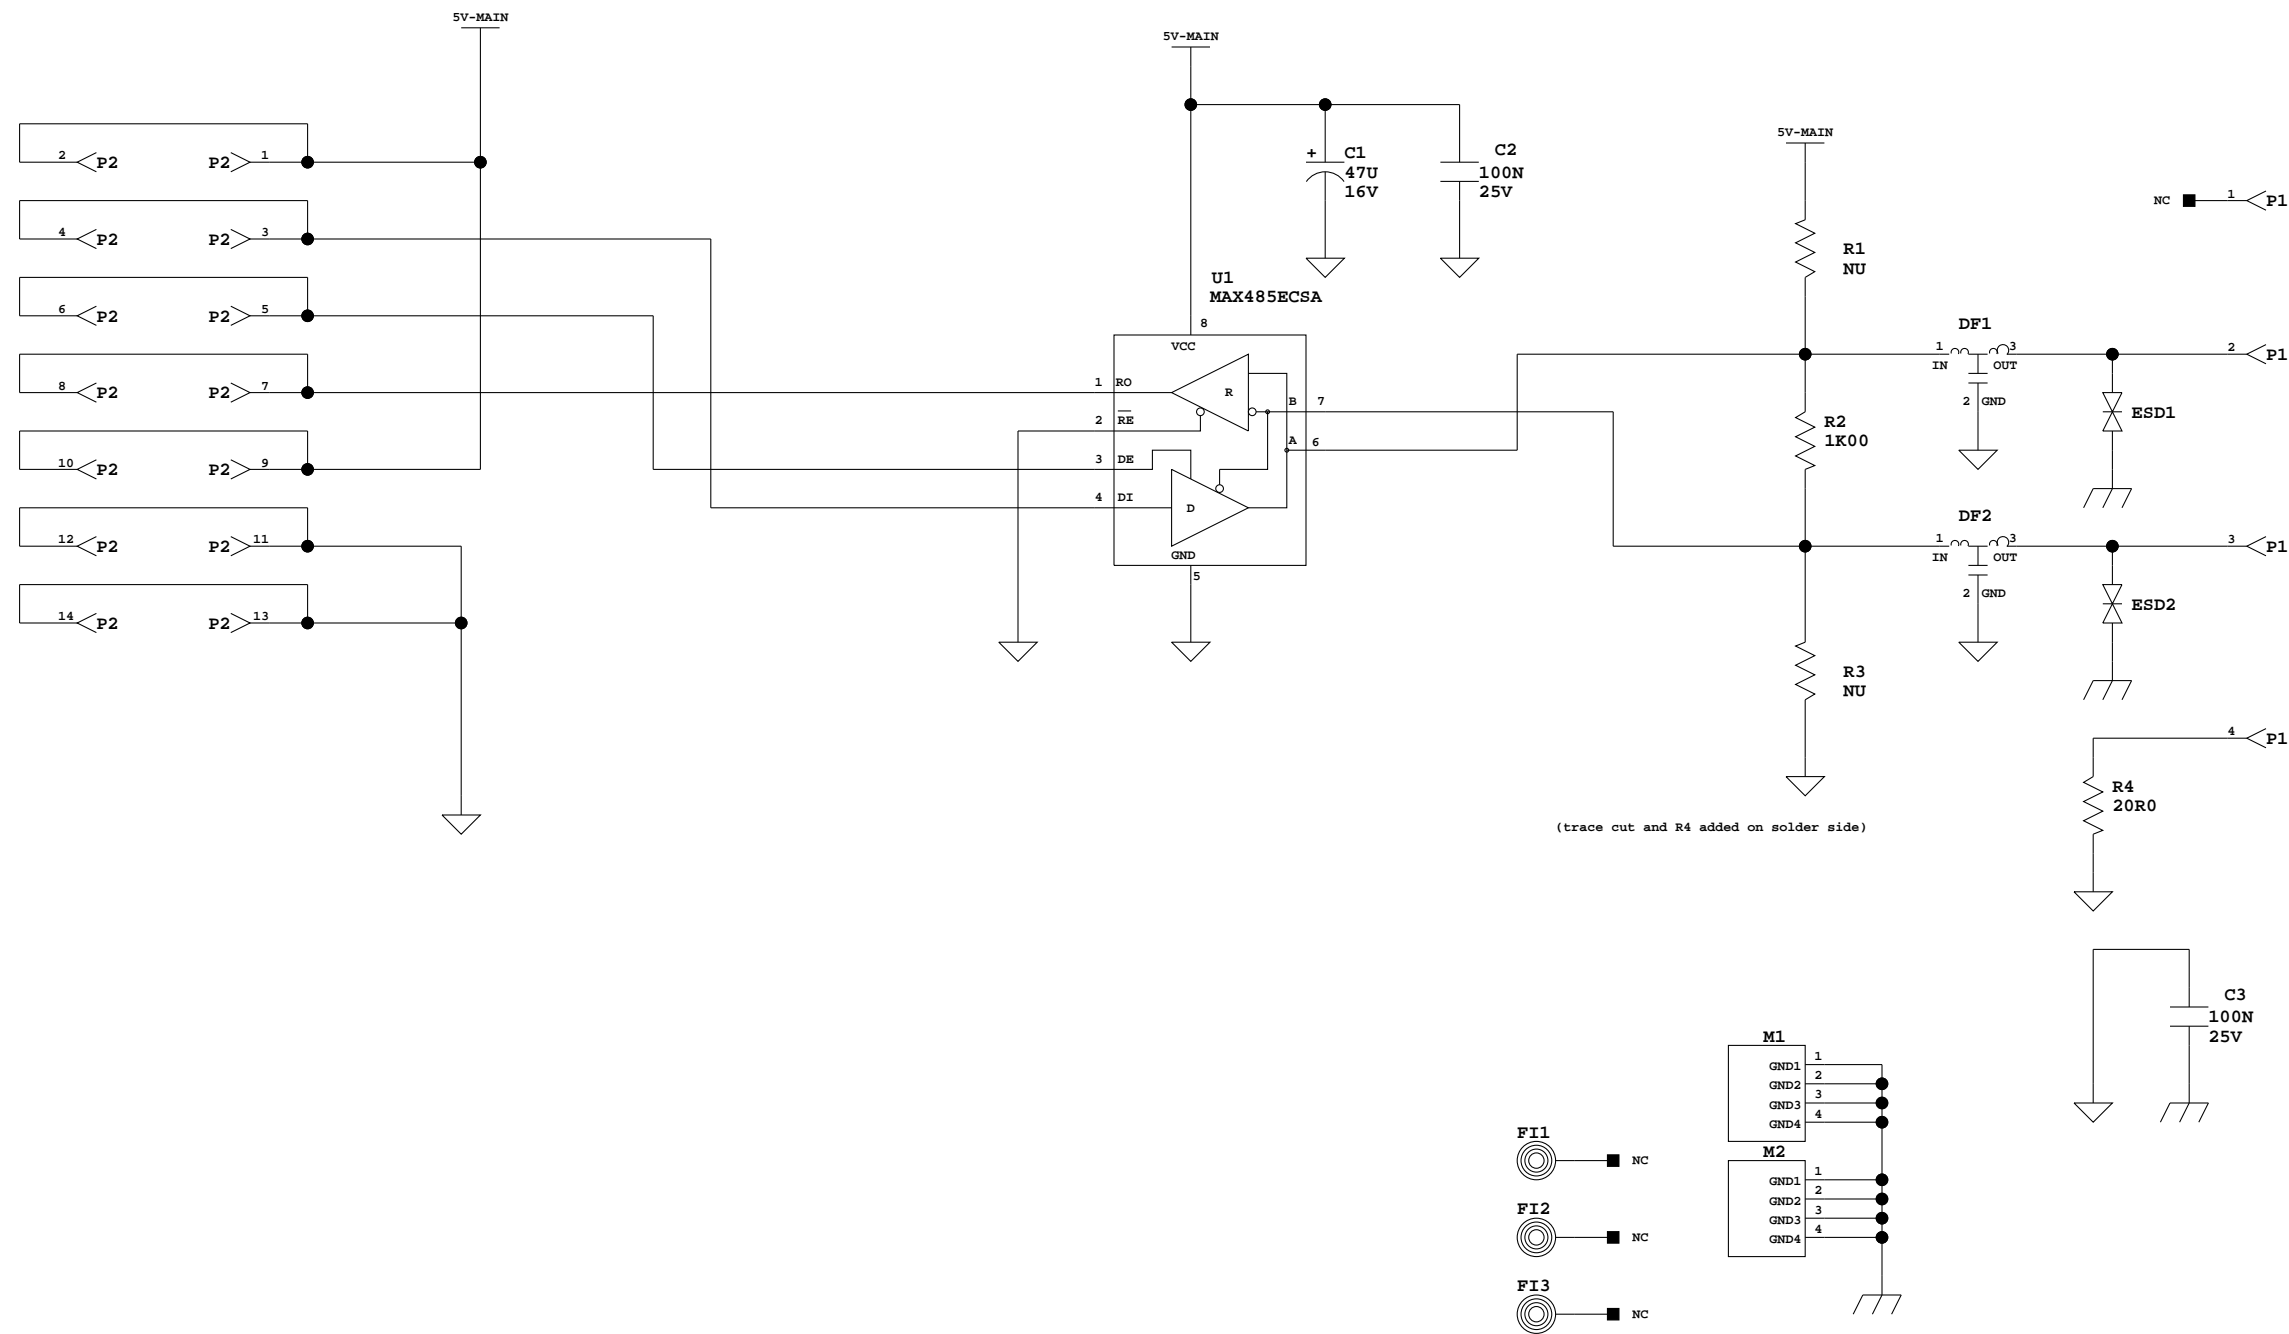 5V-MAIN
5V-MAIN
5V-MAIN
2 P2 P2 1
4 P2 P2 3
6 P2 P2 5
8 P2 P2 7
10 P2 P2 9
12 P2 P2 11
14 P2 P2 13
+ C1
47U
16V
C2
100N
25V
U1
MAX485ECSA
8
VCC
1 RO
R
2 RE
3 DE
4 DI
D
B 7
A 6
GND
5
R1
NU
R2
1K00
R3
NU
(trace cut and R4 added on solder side)
NC 1 P1
DF1
1 3
IN OUT
2 GND
2 P1
ESD1
DF2
1 3
IN OUT
2 GND
3 P1
ESD2
4 P1
R4
20R0
C3
100N
25V
M1
GND1 1
GND2 2
GND3 3
GND4 4
M2
GND1 1
GND2 2
GND3 3
GND4 4
FI1
NC
FI2
NC
FI3
NC